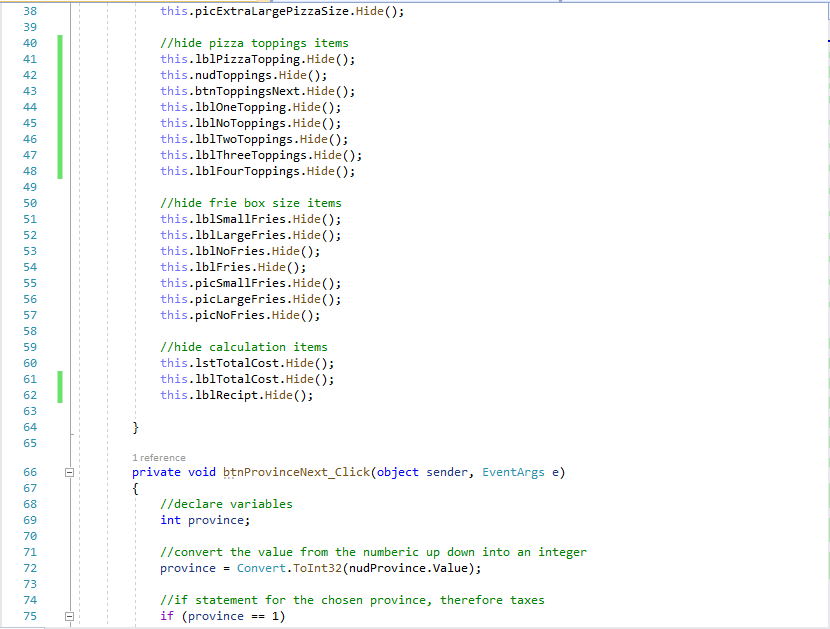 38 this.picExtraLargePizzaSize.Hide();
39
40 //hide pizza toppings items
41 this.lblPizzaTopping.Hide();
42 this.nudToppings.Hide();
43 this.btnToppingsNext.Hide();
44 this.lblOneTopping.Hide();
45 this.lblNoToppings.Hide();
46 this.lblTwoToppings.Hide();
47 this.lblThreeToppings.Hide();
48 this.lblFourToppings.Hide();
49
50 //hide frie box size items
51 this.lblSmallFries.Hide();
52 this.lblLargeFries.Hide();
53 this.lblNoFries.Hide();
54 this.lblFries.Hide();
55 this.picSmallFries.Hide();
56 this.picLargeFries.Hide();
57 this.picNoFries.Hide();
58
59 //hide calculation items
60 this.lstTotalCost.Hide();
61 this.lblTotalCost.Hide();
62 this.lblRecipt.Hide();
63
64 }
65
1 reference
66 private void btnProvinceNext_Click(object sender, EventArgs e)
67 {
68 //declare variables
69 int province;
70
71 //convert the value from the numberic up down into an integer
72 province = Convert.ToInt32(nudProvince.Value);
73
74 //if statement for the chosen province, therefore taxes
75 if (province == 1)